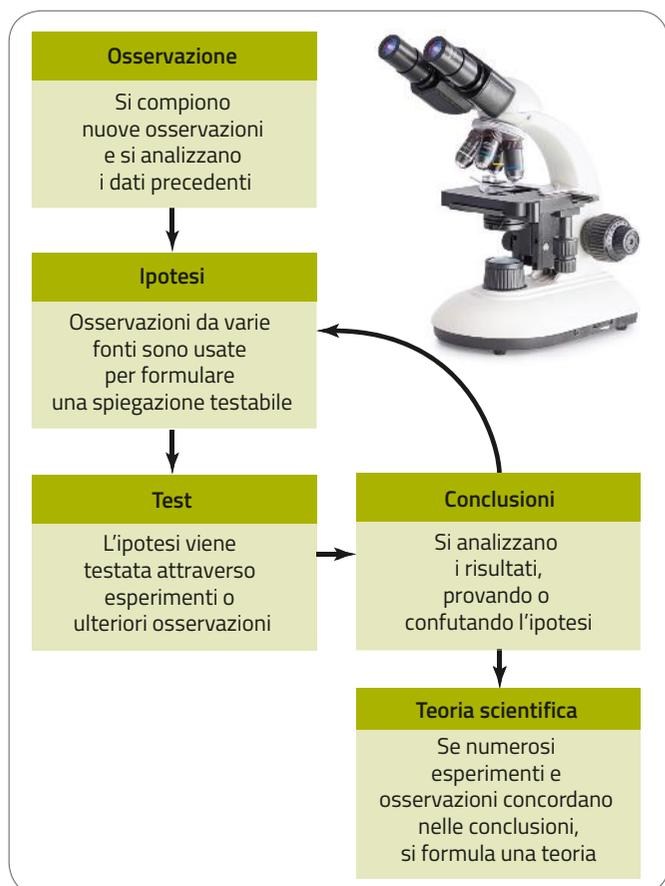 Osservazione
Si compiono
nuove osservazioni
e si analizzano
i dati precedenti
Ipotesi
Osservazioni da varie
fonti sono usate
per formulare
una spiegazione testabile
Test
L’ipotesi viene
testata attraverso
esperimenti o
ulteriori osservazioni
Conclusioni
Si analizzano
i risultati,
provando o
confutando l’ipotesi
Teoria scientifica
Se numerosi
esperimenti e
osservazioni concordano
nelle conclusioni,
si formula una teoria